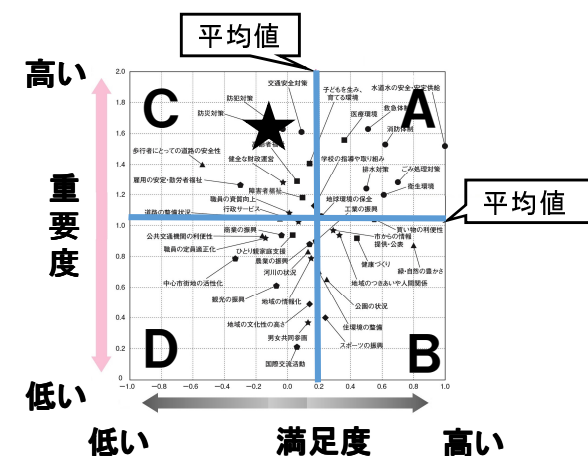 平均値
高い
重要度
低い
2.0
1.8
1.6
1.4
1.2
1.0
0.8
0.6
0.4
0.2
0
C
A
D
B
交通安全対策
子どもを生み、
育てる環境
水道水の安全・安定供給
防犯対策
防災対策
医療環境
救急体制
消防体制
歩行者にとっての道路の安全性
健全な財政運営
学校の指導や取り組み
排水対策
ごみ処理対策
雇用の安定・勤労者福祉
障害者福祉
衛生環境
職員の資質向上
地球環境の保全
行政サービス
工業の振興
道路の整備状況
買い物の利便性
商業の振興
公共交通機関の利便性
市からの情報
提供・公表
職員の定員適正化
ひとり親家庭支援
農業の振興
健康づくり
緑・自然の豊かさ
河川の状況
中心市街地の活性化
地域のつきあいや人間関係
観光の振興
地域の情報化
公園の状況
地域の文化性の高さ
住環境の整備
男女共同参画
スポーツの振興
国際交流活動
平均値
−1.0
−0.8
−0.6
−0.4
−0.2
0.0
0.2
0.4
0.6
0.8
1.0
低い
満足度
高い